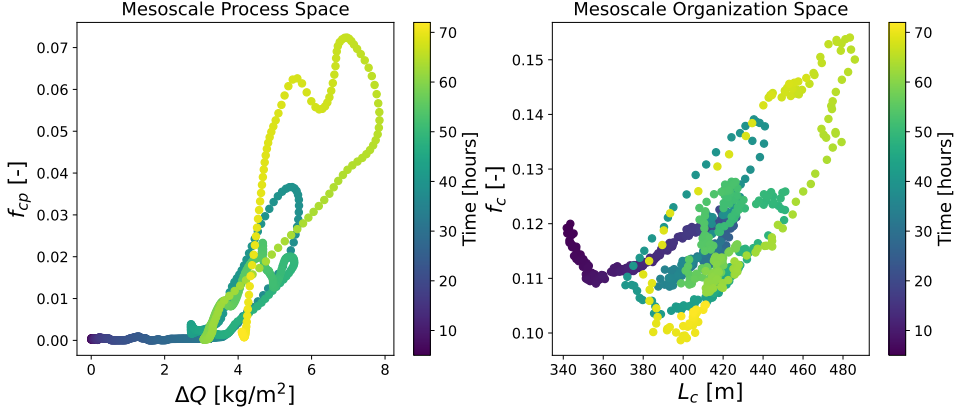 Mesoscale Process Space
0.07
0.06
0.05
0.04
0.03
0.02
0.01
0.00
f_cp [-]
0 2 4 6 8
ΔQ [kg/m²]
70
60
50
40
30
20
10
Time [hours]
Mesoscale Organization Space
0.15
0.14
0.13
0.12
0.11
0.10
f_c [-]
340 360 380 400 420 440 460 480
L_c [m]
70
60
50
40
30
20
10
Time [hours]